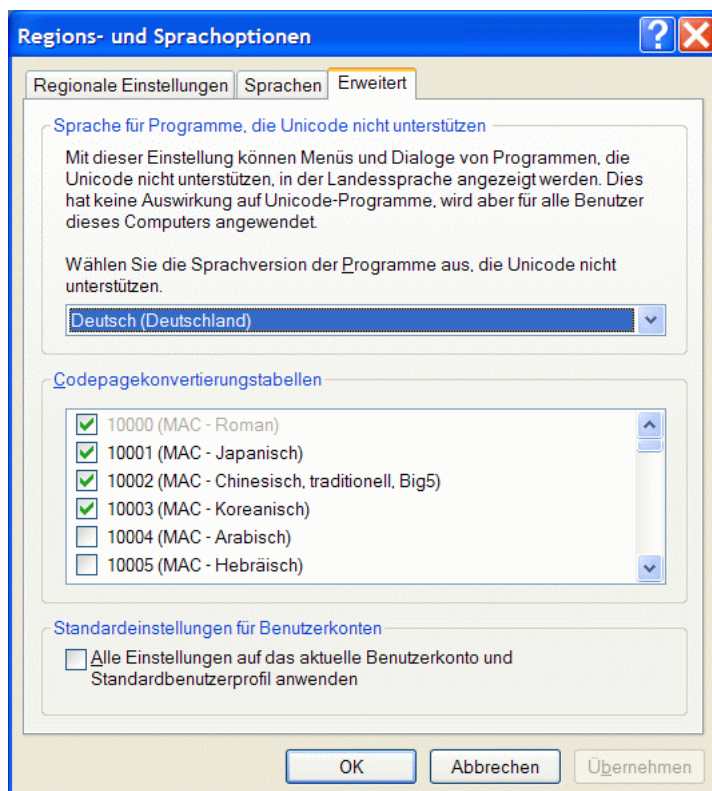 Regions- und Sprachoptionen
Regionale Einstellungen Sprachen Erweitert
Sprache für Programme, die Unicode nicht unterstützen
Mit dieser Einstellung können Menüs und Dialoge von Programmen, die
Unicode nicht unterstützen, in der Landessprache angezeigt werden. Dies
hat keine Auswirkung auf Unicode-Programme, wird aber für alle Benutzer
dieses Computers angewendet.
Wählen Sie die Sprachversion der Programme aus, die Unicode nicht
unterstützen.
Deutsch (Deutschland)
Codepagekonvertierungstabellen
10000 (MAC - Roman)
10001 (MAC - Japanisch)
10002 (MAC - Chinesisch, traditionell, Big5)
10003 (MAC - Koreanisch)
10004 (MAC - Arabisch)
10005 (MAC - Hebräisch)
Standardeinstellungen für Benutzerkonten
Alle Einstellungen auf das aktuelle Benutzerkonto und
Standardbenutzerprofil anwenden
OK Abbrechen Übernehmen